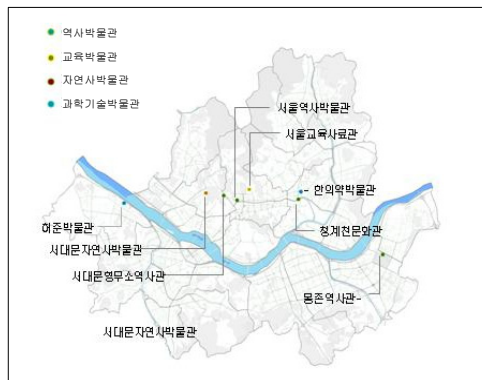 역사박물관
교육박물관
자연사박물관
과학기술박물관
서울역사박물관
서울교육사료관
한의약박물관
허준박물관
청계천문화관
서대문자연사박물관
서대문형무소역사관
몽촌역사관
서대문자연사박물관